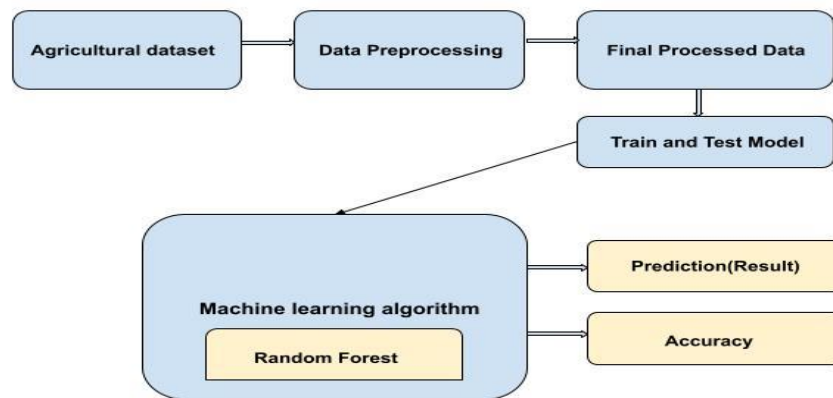 Agricultural dataset
Data Preprocessing
Final Processed Data
Train and Test Model
Machine learning algorithm
Random Forest
Prediction(Result)
Accuracy